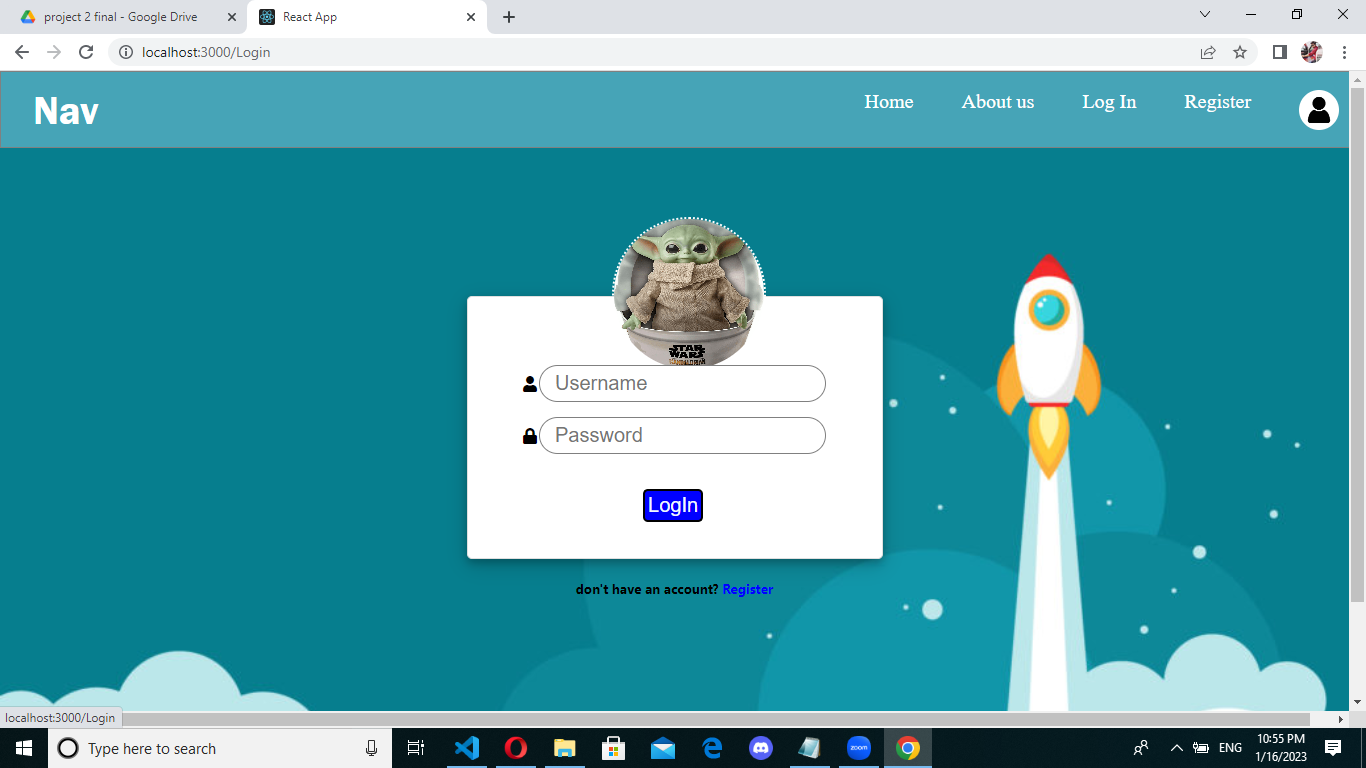 project 2 final - Google Drive
React App
localhost:3000/Login
Nav
Home
About us
Log In
Register
STAR
WARS
Username
Password
LogIn
don't have an account? Register
localhost:3000/Login
Type here to search
zoom
ENG
10:55 PM
1/16/2023